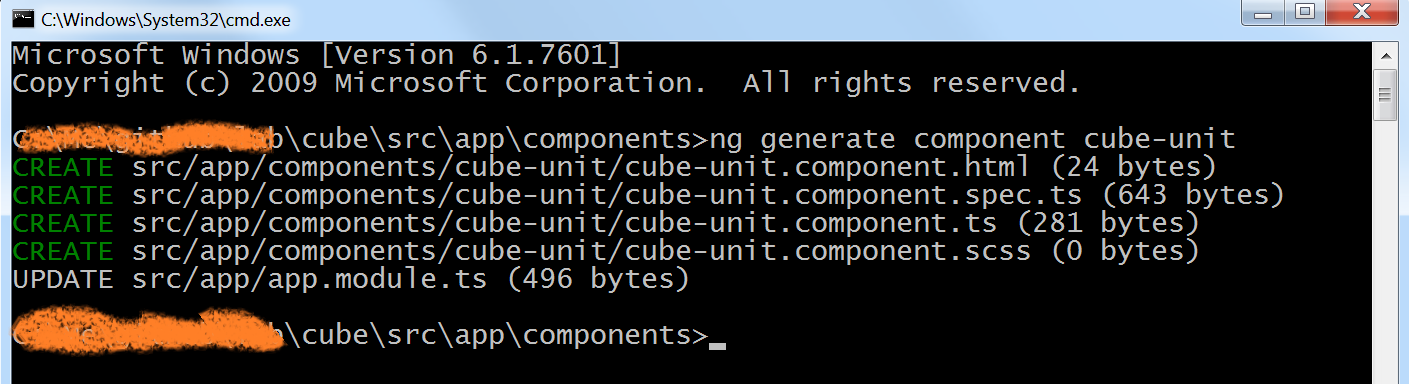 C:\Windows\System32\cmd.exe
Microsoft Windows [Version 6.1.7601]
Copyright (c) 2009 Microsoft Corporation.  All rights reserved.
\cube\src\app\components>ng generate component cube-unit
CREATE src/app/components/cube-unit/cube-unit.component.html (24 bytes)
CREATE src/app/components/cube-unit/cube-unit.component.spec.ts (643 bytes)
CREATE src/app/components/cube-unit/cube-unit.component.ts (281 bytes)
CREATE src/app/components/cube-unit/cube-unit.component.scss (0 bytes)
UPDATE src/app/app.module.ts (496 bytes)
\cube\src\app\components>